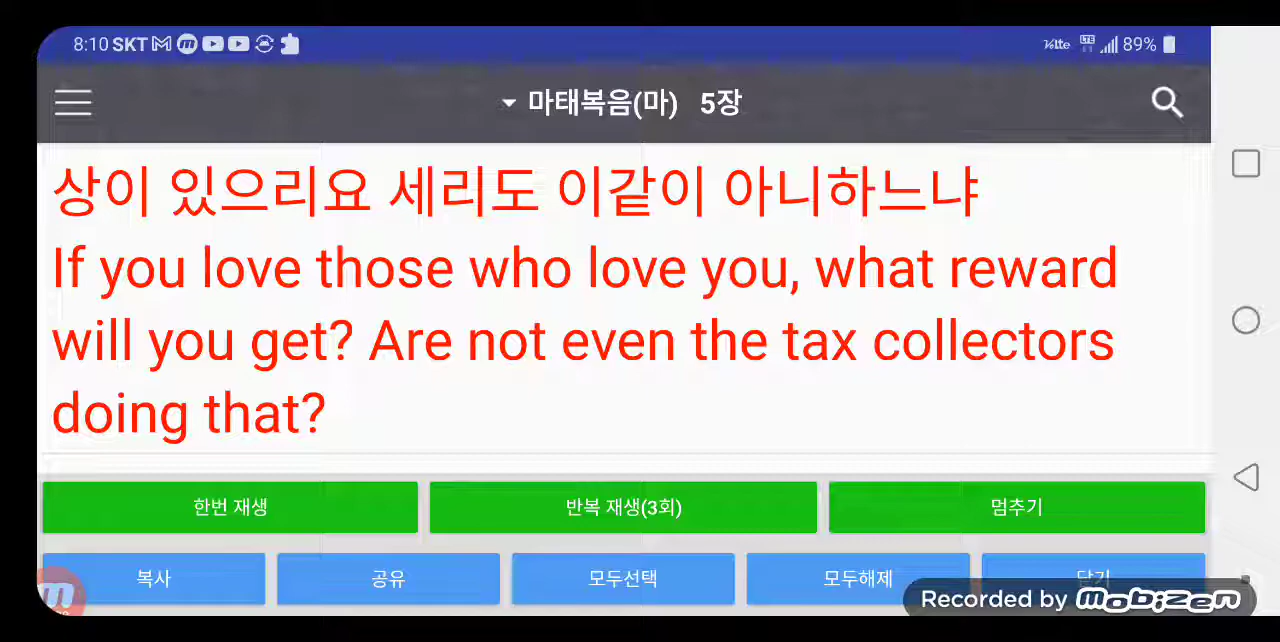 8:10 SKT 89%
마태복음(마) 5장
상이 있으리요 세리도 이같이 아니하느냐
If you love those who love you, what reward
will you get? Are not even the tax collectors
doing that?
한번 재생 반복 재생(3회) 멈추기
복사 공유 모두선택 모두해제 닫기
Recorded by mobizen